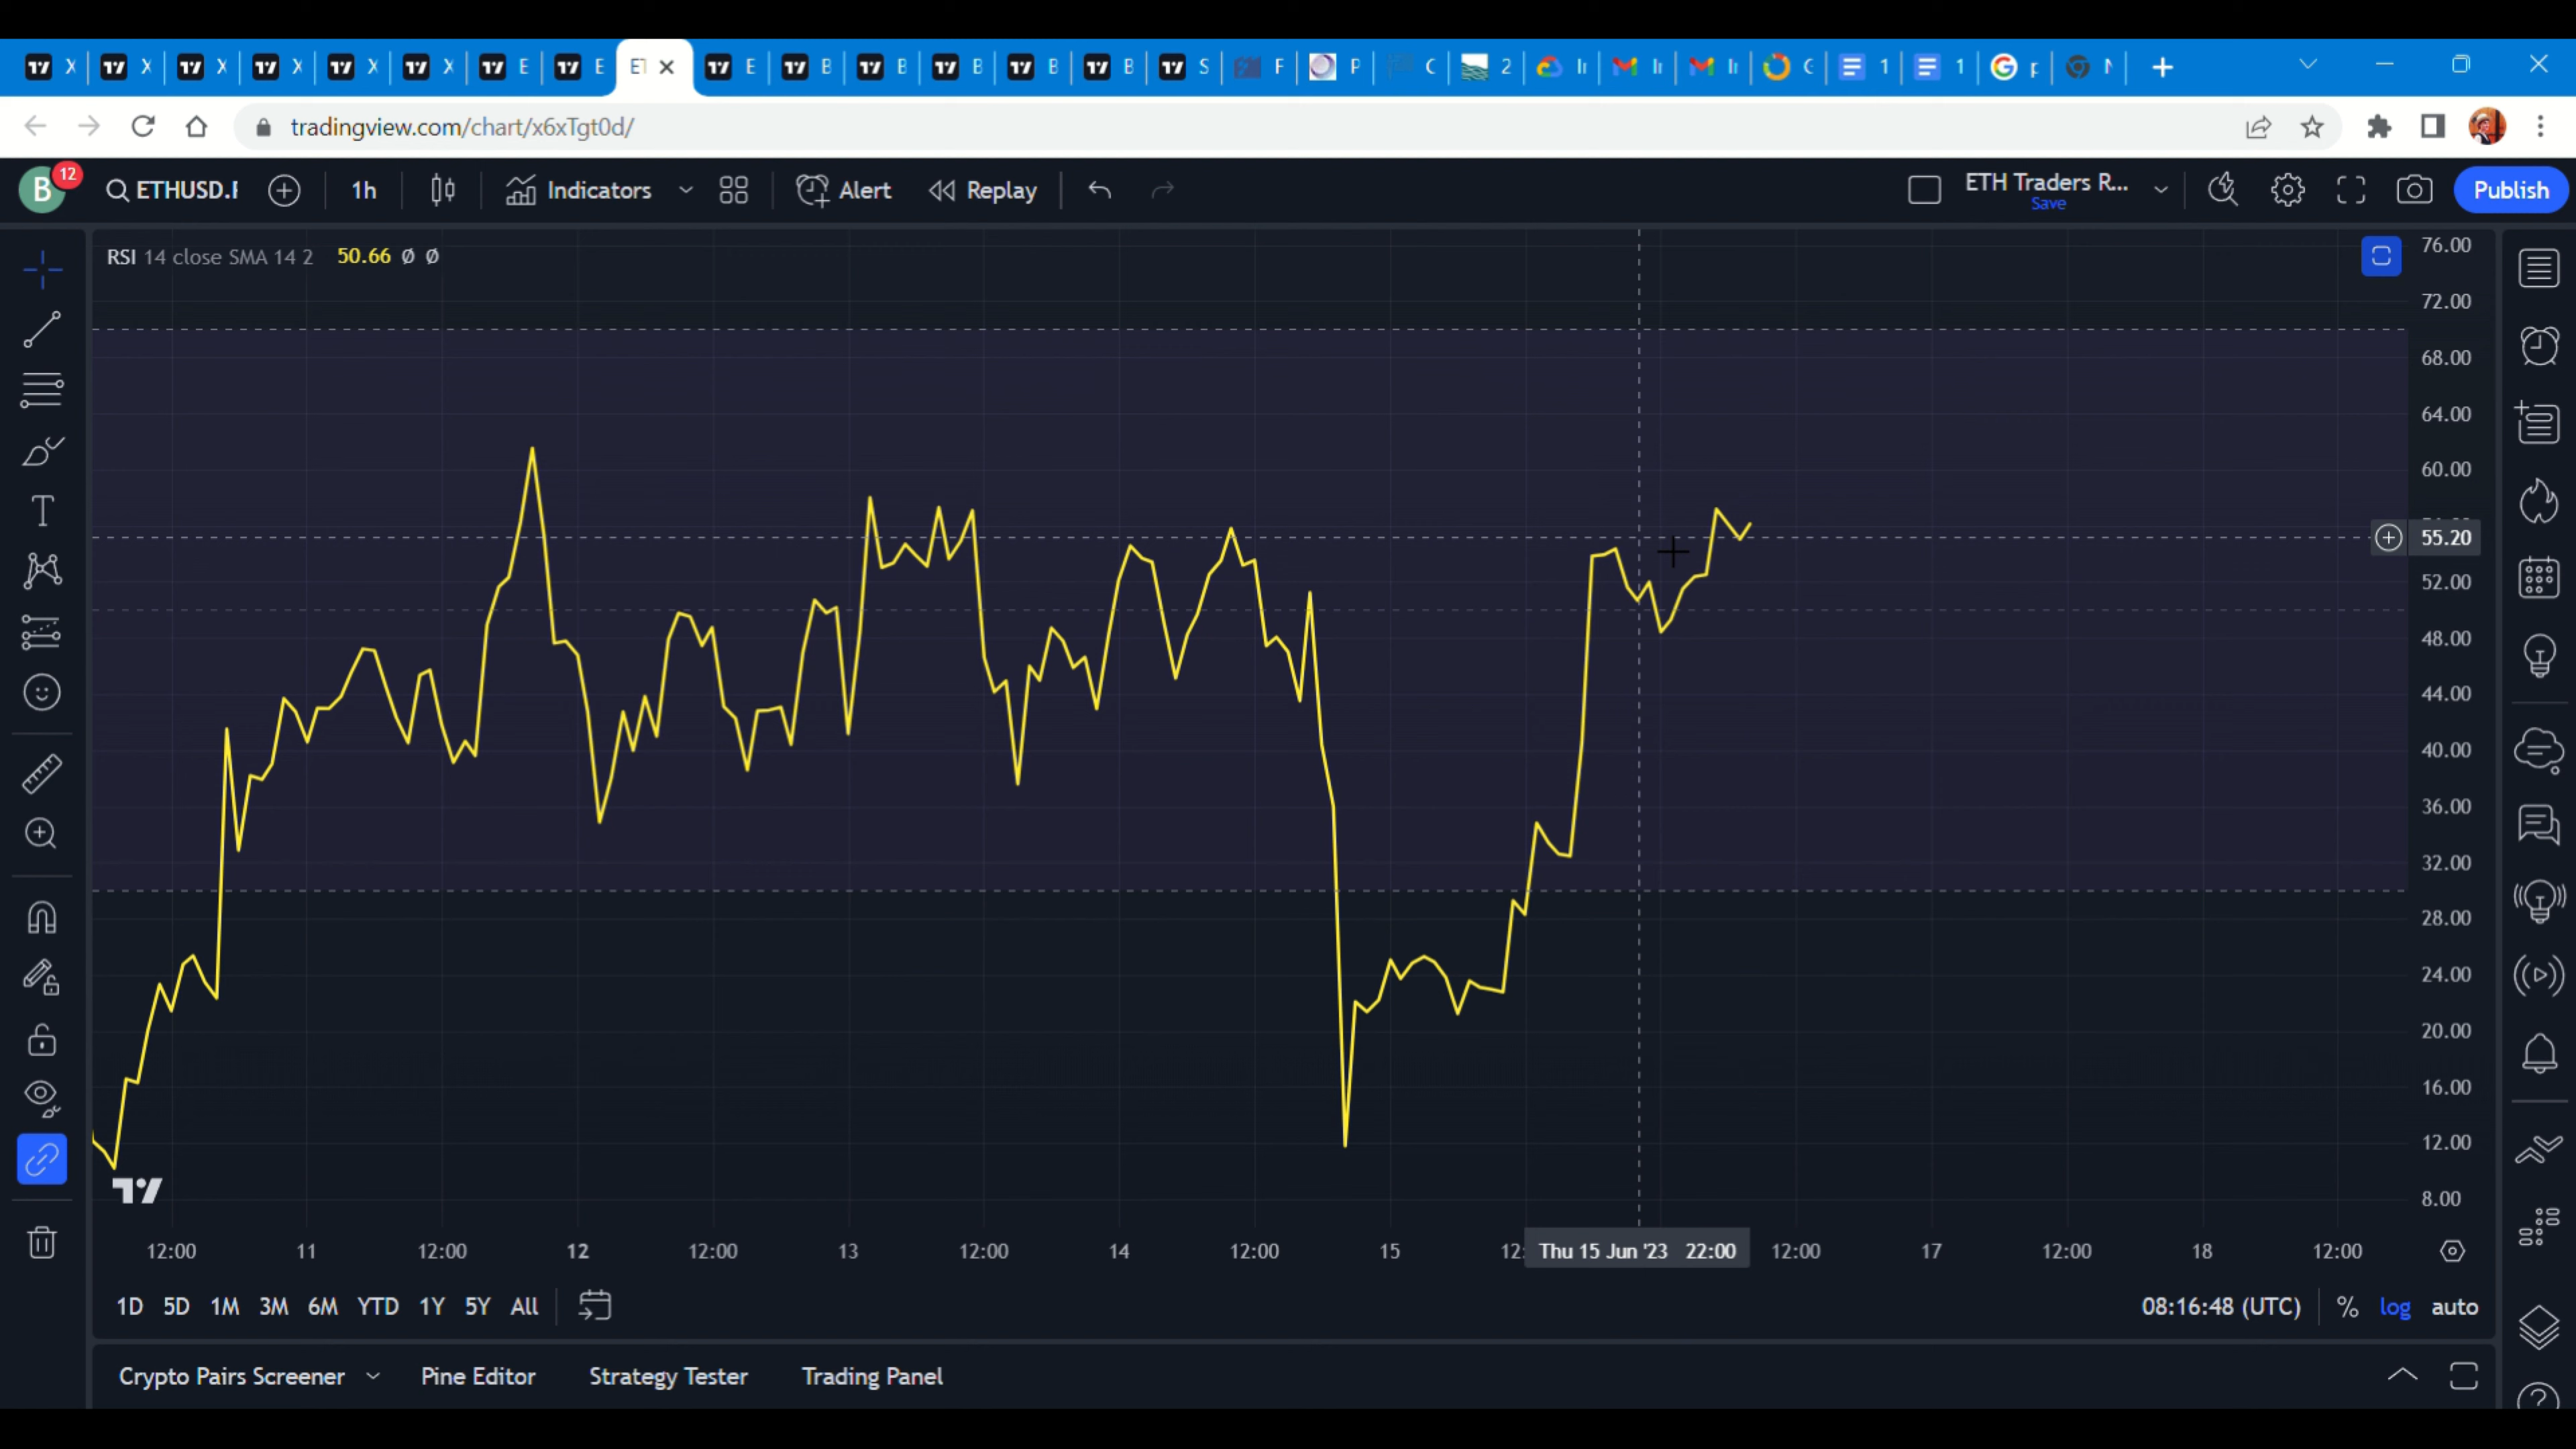 X X X X X X E E ET E B B B B B S F P C 2 I I I C 1 1 p N
tradingview.com/chart/x6xTgt0d/
B 12 ETHUSD. 1h Indicators Alert Replay ETH Traders R... Publish
Save
RSI 14 close SMA 14 2 50.66 ∅ ∅
76.00
72.00
68.00
64.00
60.00
55.20
52.00
48.00
44.00
40.00
36.00
32.00
28.00
24.00
20.00
16.00
12.00
8.00
12:00 11 12:00 12 12:00 13 12:00 14 12:00 15 12: Thu 15 Jun '23 22:00 12:00 17 12:00 18 12:00
1D 5D 1M 3M 6M YTD 1Y 5Y All 08:16:48 (UTC) % log auto
Crypto Pairs Screener Pine Editor Strategy Tester Trading Panel